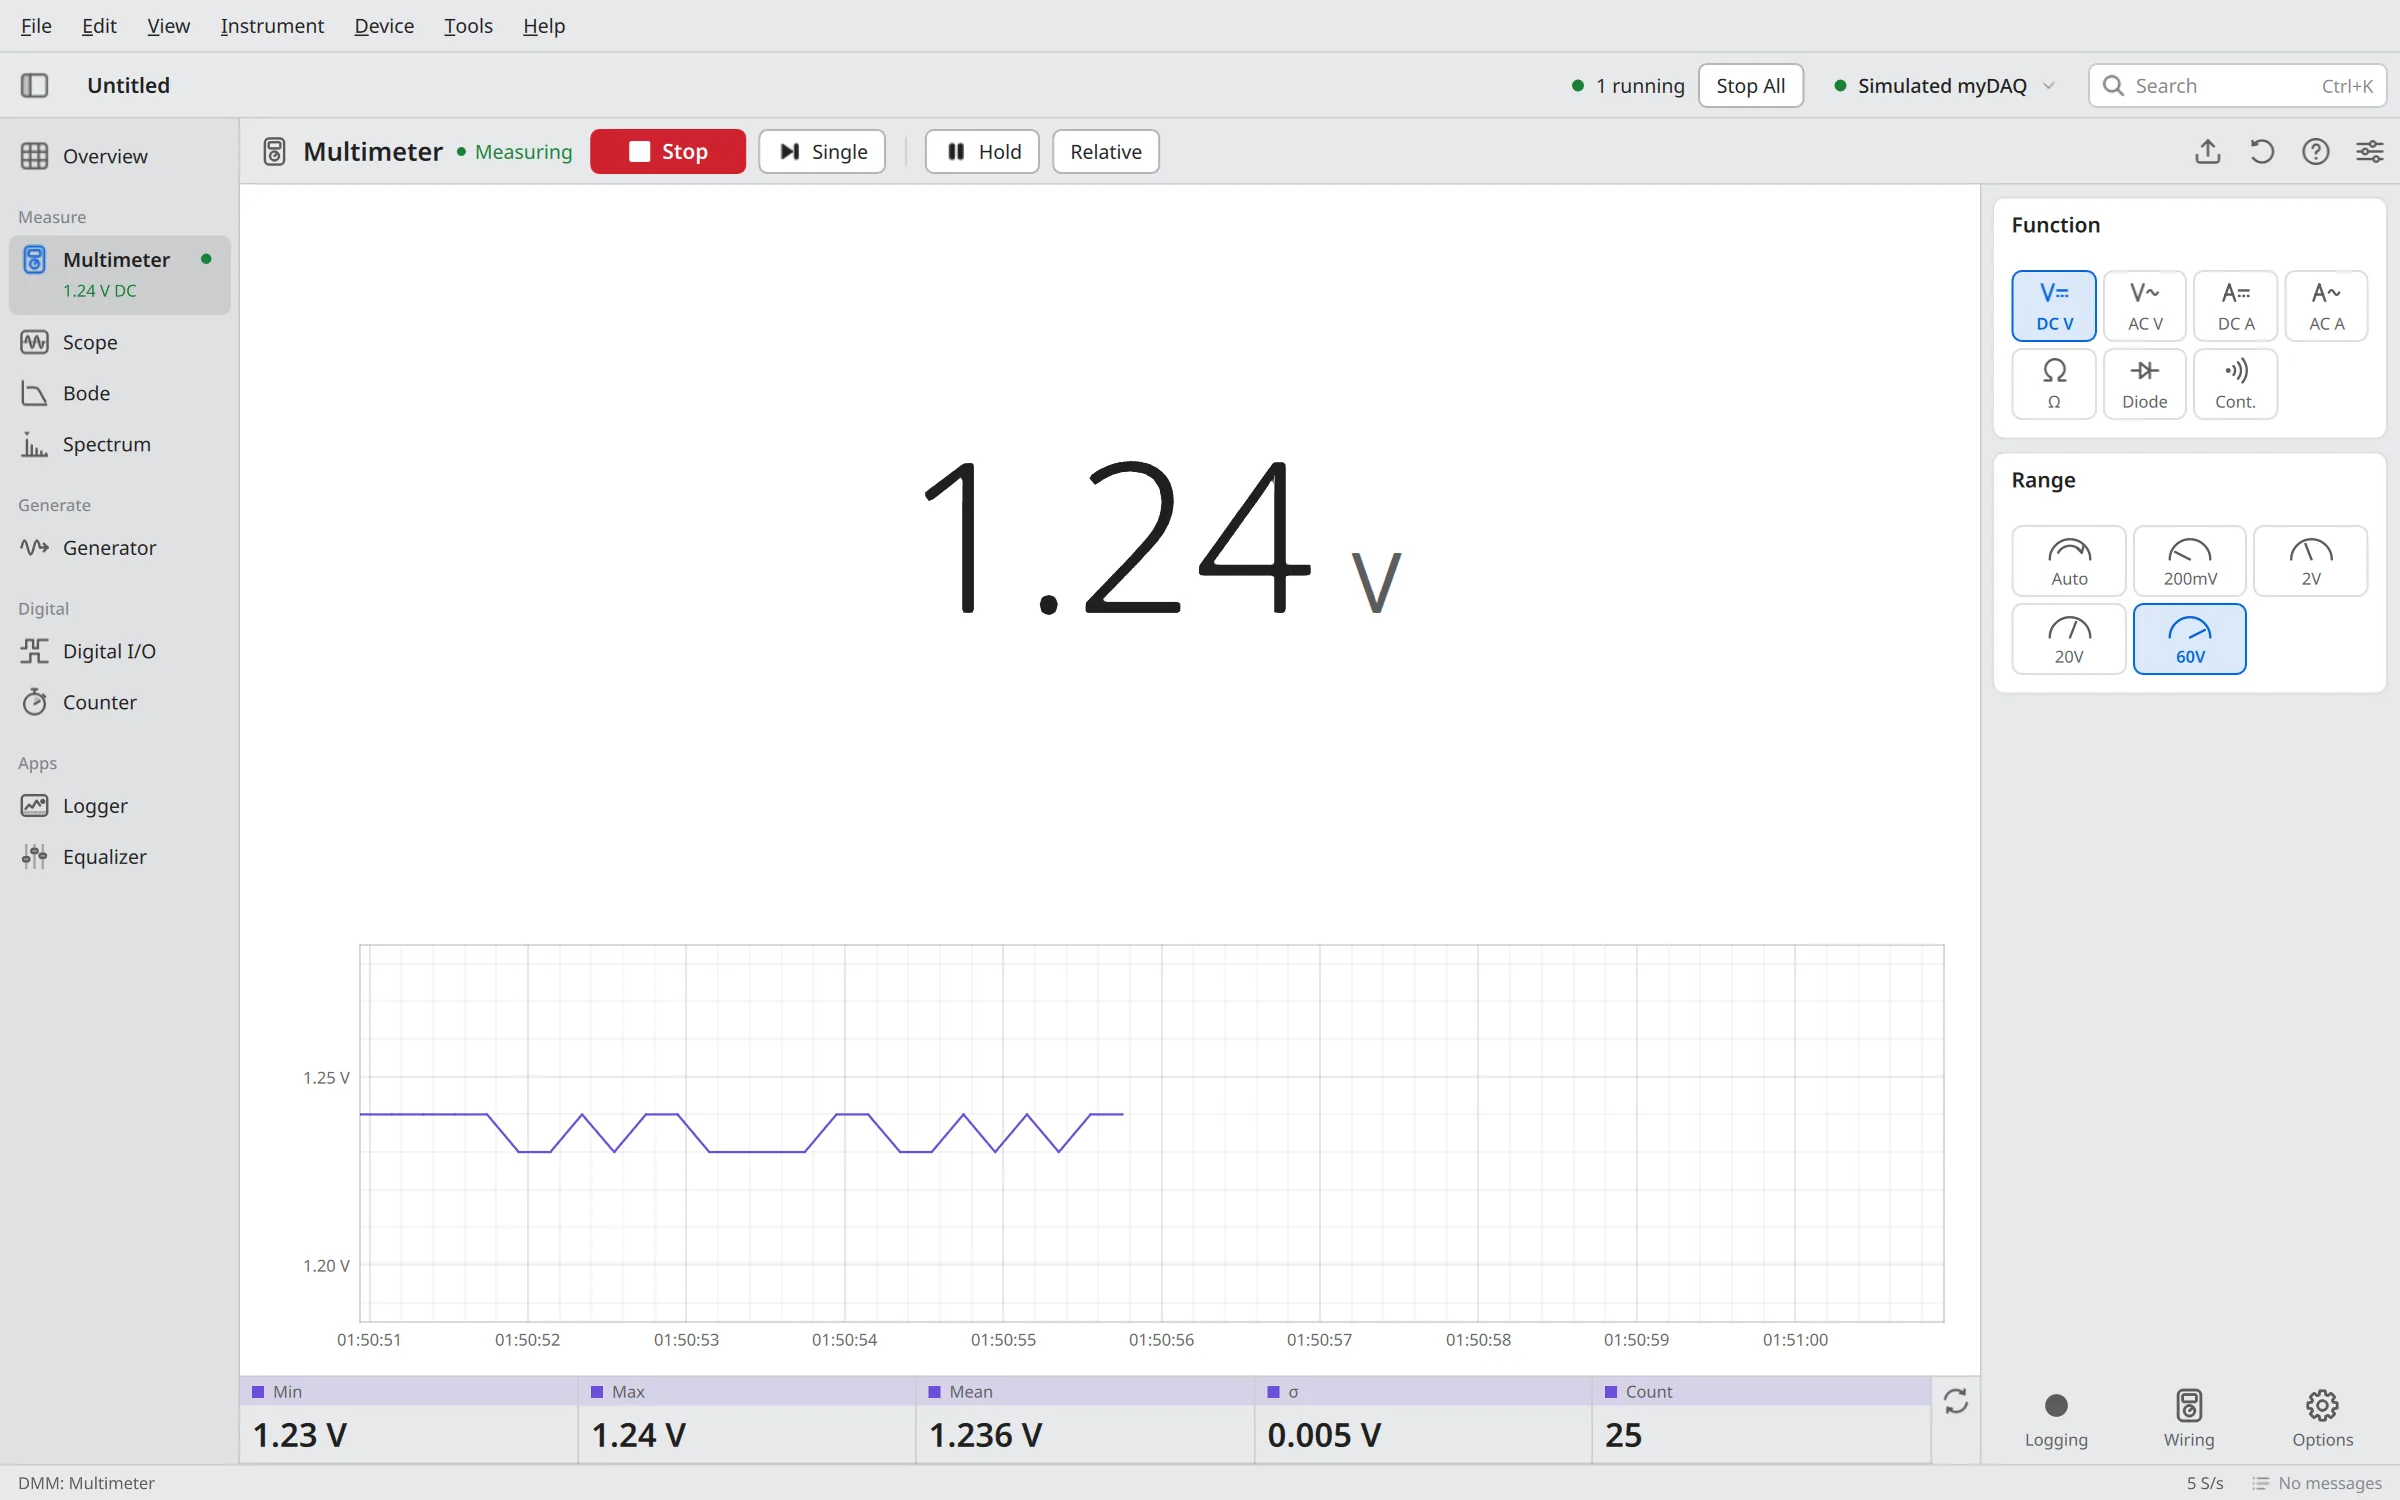 File Edit View Instrument Device Tools Help
Untitled
1 running
Stop All
Simulated myDAQ
Search
Ctrl+K
Overview
Measure
Multimeter
1.24 V DC
Scope
Bode
Spectrum
Generate
Generator
Digital
Digital I/O
Counter
Apps
Logger
Equalizer
Multimeter
Measuring
Stop
Single
Hold
Relative
1.24 V
1.25 V
1.20 V
01:50:51 01:50:52 01:50:53 01:50:54 01:50:55 01:50:56 01:50:57 01:50:58 01:50:59 01:51:00
Min Max Mean σ Count
1.23 V 1.24 V 1.236 V 0.005 V 25
Function
V A A V
DC V AC V DC A AC A
Ω
Ω Diode Cont.
Range
Auto 200mV 2V
20V 60V
Logging Wiring Options
DMM: Multimeter
5 S/s
No messages